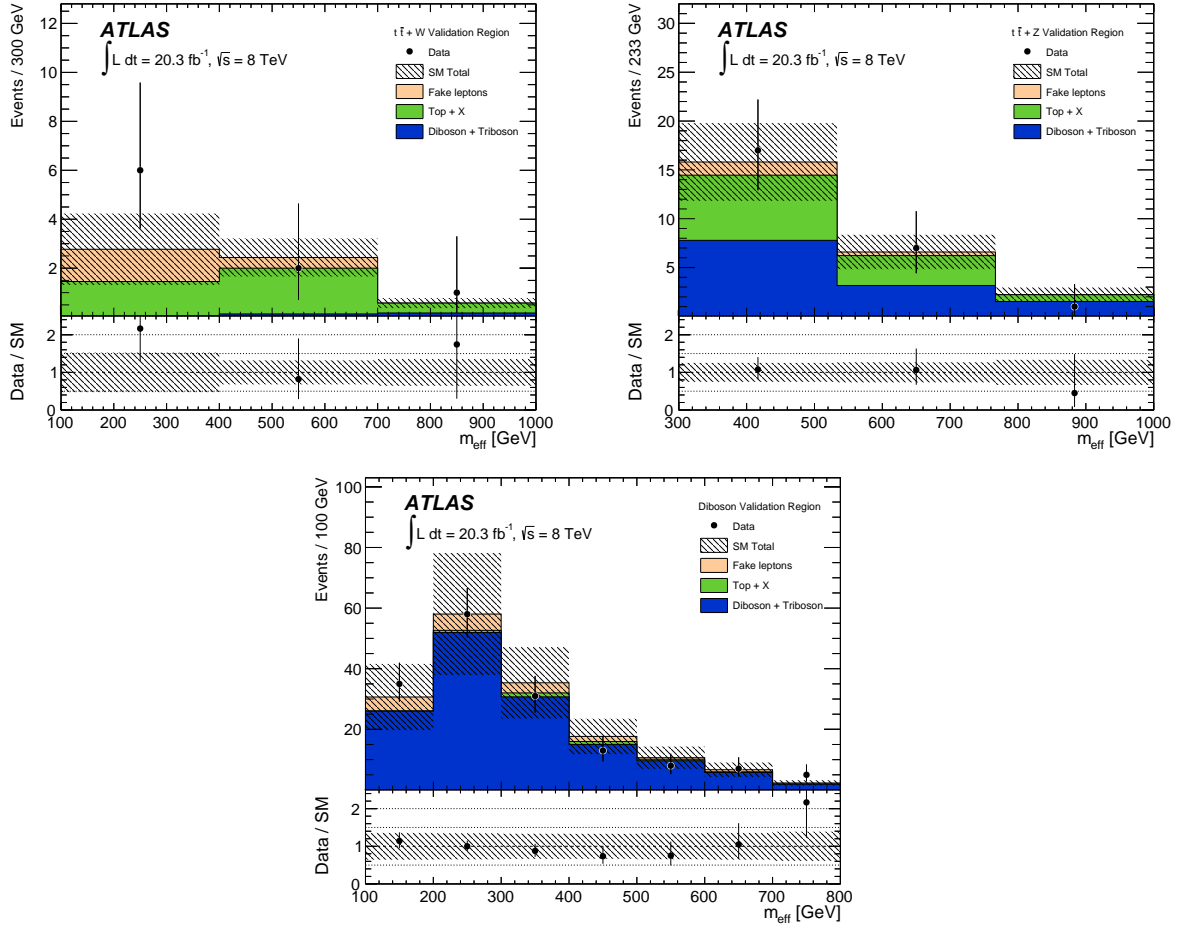 ATLAS
∫ L dt = 20.3 fb⁻¹, √s = 8 TeV
t t̄ + W Validation Region
Data
SM Total
Fake leptons
Top + X
Diboson + Triboson
Events / 300 GeV
12
10
8
6
4
2
Data / SM
2
1
0
100 200 300 400 500 600 700 800 900 1000
m_eff [GeV]
ATLAS
∫ L dt = 20.3 fb⁻¹, √s = 8 TeV
t t̄ + Z Validation Region
Data
SM Total
Fake leptons
Top + X
Diboson + Triboson
Events / 233 GeV
30
25
20
15
10
5
Data / SM
2
1
0
300 400 500 600 700 800 900 1000
m_eff [GeV]
ATLAS
∫ L dt = 20.3 fb⁻¹, √s = 8 TeV
Diboson Validation Region
Data
SM Total
Fake leptons
Top + X
Diboson + Triboson
Events / 100 GeV
100
80
60
40
20
Data / SM
2
1
0
100 200 300 400 500 600 700 800
m_eff [GeV]